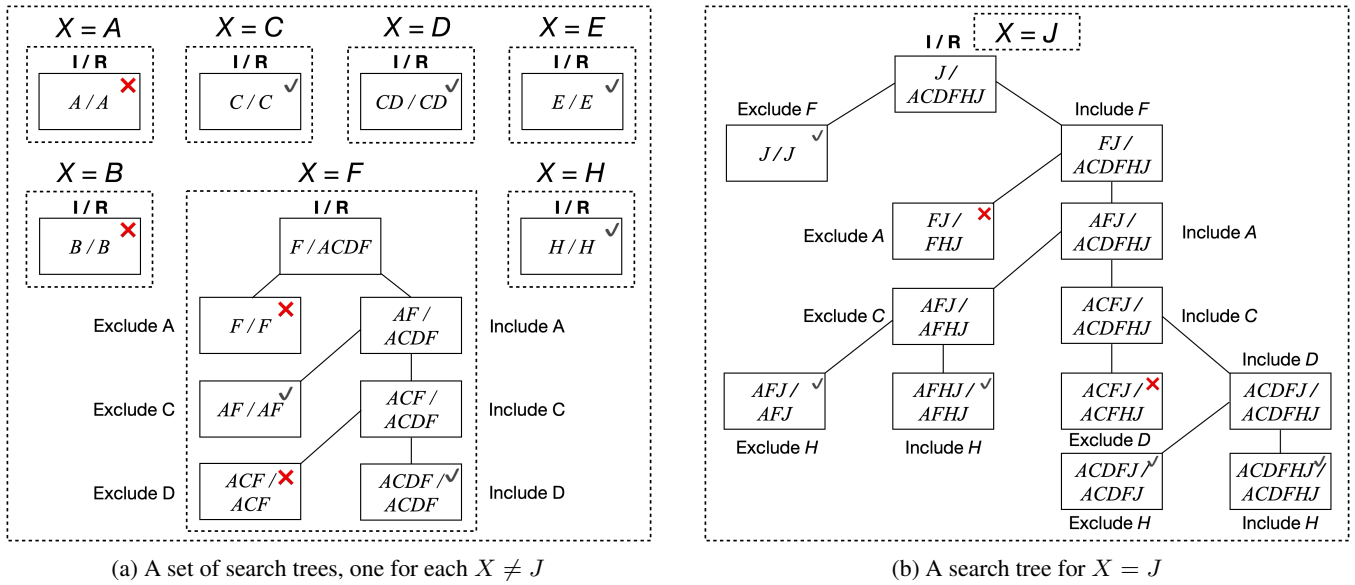 X = A
I / R
A / A
X = C
I / R
C / C
X = D
I / R
CD / CD
X = E
I / R
E / E
X = B
I / R
B / B
X = F
I / R
F / ACDF
X = H
I / R
H / H
Exclude A
F / F
AF /
ACDF
Include A
Exclude C
AF / AF
ACF /
ACDF
Include C
Exclude D
ACF /
ACF
ACDF /
ACDF
Include D
(a) A set of search trees, one for each X ≠ J
X = J
I / R
J /
ACDFHJ
Exclude F
J / J
Include F
FJ /
ACDFHJ
Exclude A
FJ /
FHJ
AFJ /
ACDFHJ
Include A
Exclude C
AFJ /
AFHJ
ACFJ /
ACDFHJ
Include C
Include D
AFJ /
AFJ
Exclude H
AFHJ /
AFHJ
Include H
ACFJ /
ACFHJ
Exclude D
ACDFJ /
ACDFHJ
ACDFJ /
ACDFJ
Exclude H
ACDFHJ /
ACDFHJ
Include H
(b) A search tree for X = J